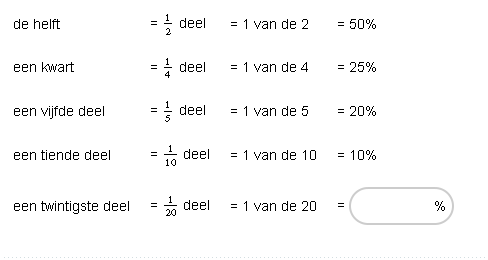 de helft = 1/2 deel = 1 van de 2 = 50%
een kwart = 1/4 deel = 1 van de 4 = 25%
een vijfde deel = 1/5 deel = 1 van de 5 = 20%
een tiende deel = 1/10 deel = 1 van de 10 = 10%
een twintigste deel = 1/20 deel = 1 van de 20 = %